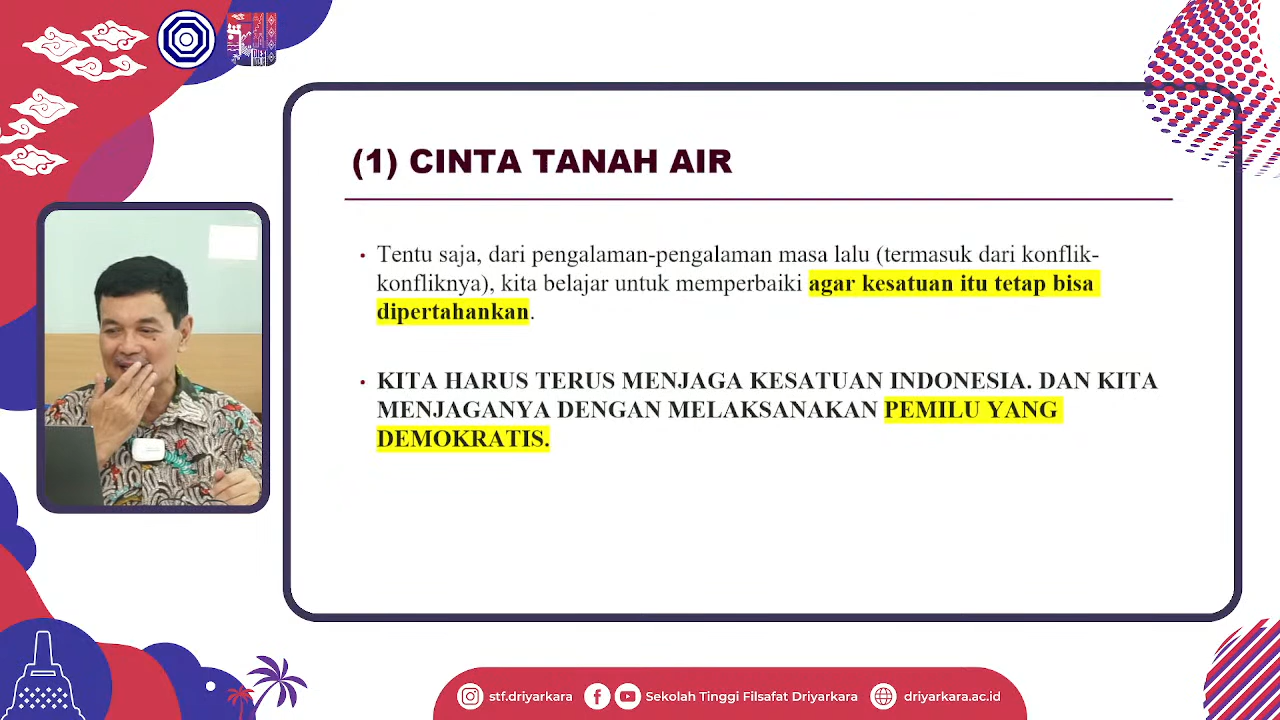 (1) CINTA TANAH AIR
• Tentu saja, dari pengalaman-pengalaman masa lalu (termasuk dari konflik-
konfliknya), kita belajar untuk memperbaiki agar kesatuan itu tetap bisa
dipertahankan.
• KITA HARUS TERUS MENJAGA KESATUAN INDONESIA. DAN KITA
MENJAGANYA DENGAN MELAKSANAKAN PEMILU YANG
DEMOKRATIS.
stf.driyarkara Sekolah Tinggi Filsafat Driyarkara driyarkara.ac.id